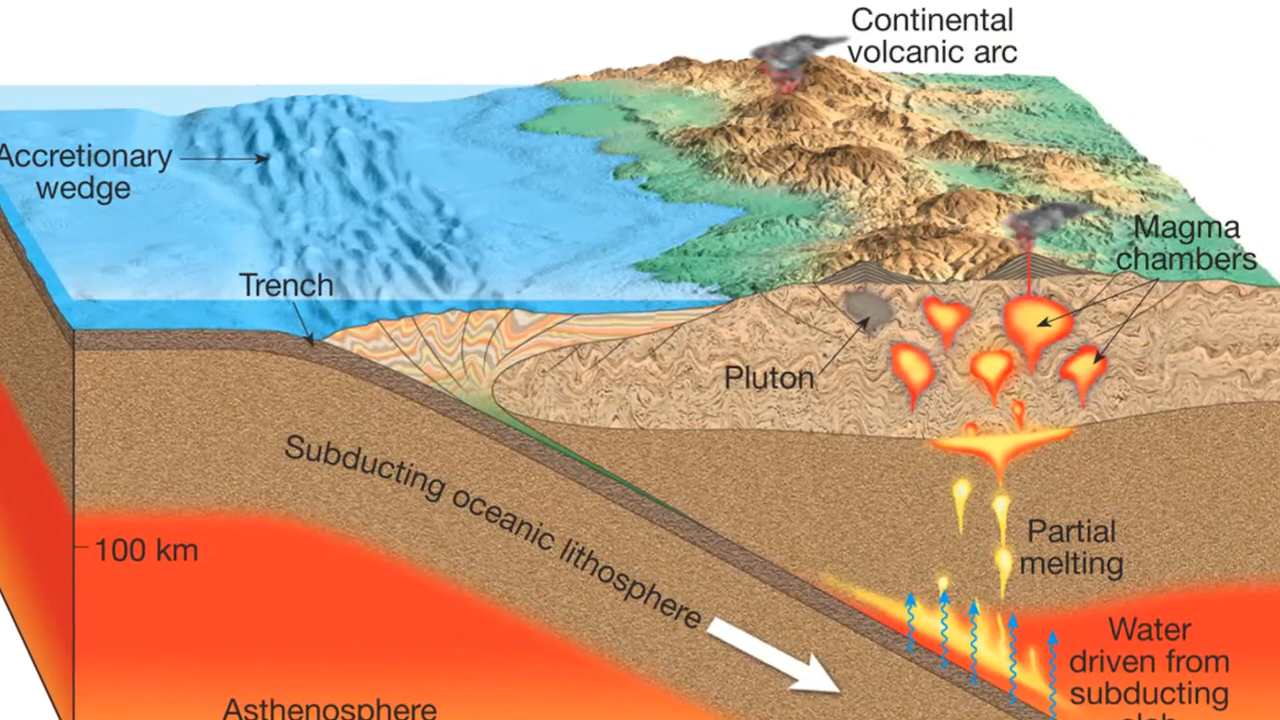 Continental
volcanic arc
Accretionary
wedge
Trench
Magma
chambers
Pluton
Subducting oceanic lithosphere
100 km
Partial
melting
Water
driven from
subducting
slab
Asthenosphere